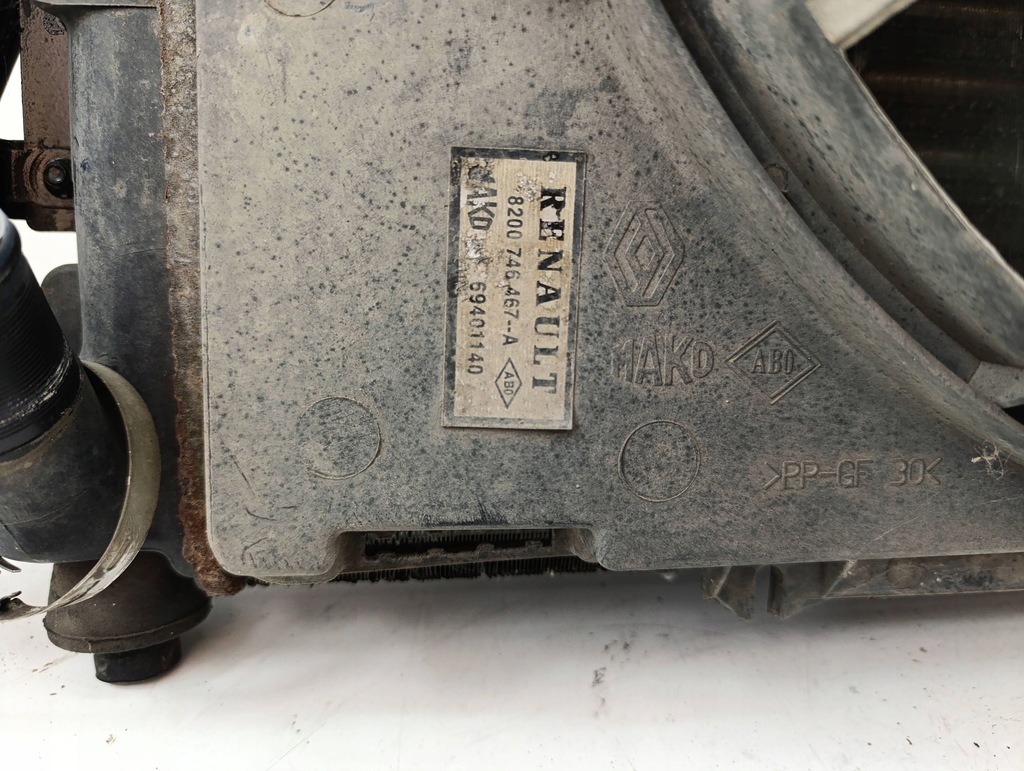 RENAULT
8200 746 467--A
ABO
MAKO
69401140
MAKO
ABO
>PP-GF 30<